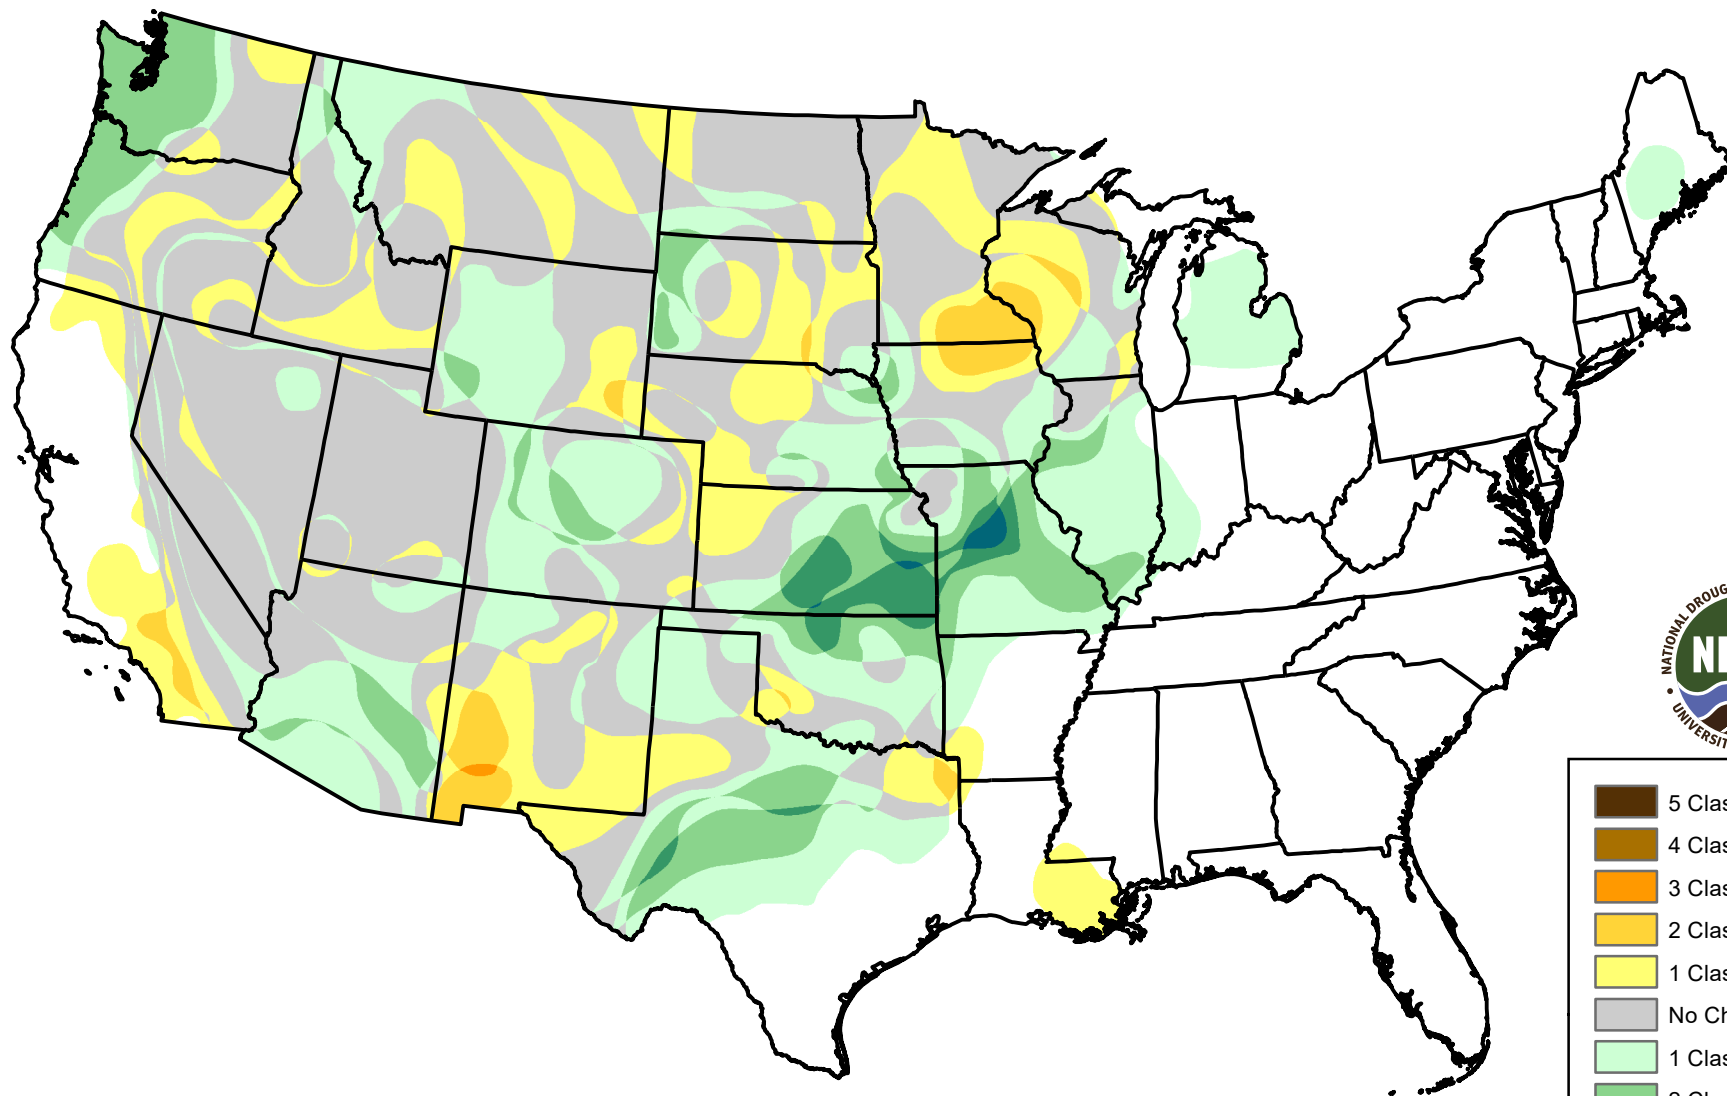 NATIONAL DROUG
N
UNIVERSIT
5 Clas
4 Clas
3 Clas
2 Clas
1 Clas
No Ch
1 Clas